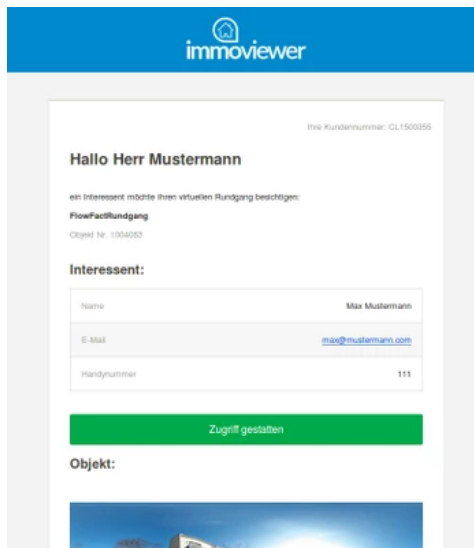 immoviewer
Ihre Kundennummer: CL1500355
Hallo Herr Mustermann
ein Interessent möchte Ihren virtuellen Rundgang besichtigen:
FlowFactRundgang
Objekt Nr. 1004083
Interessent:
Name Max Mustermann
E-Mail max@mustermann.com
Handynummer 111
Zugriff gestatten
Objekt: